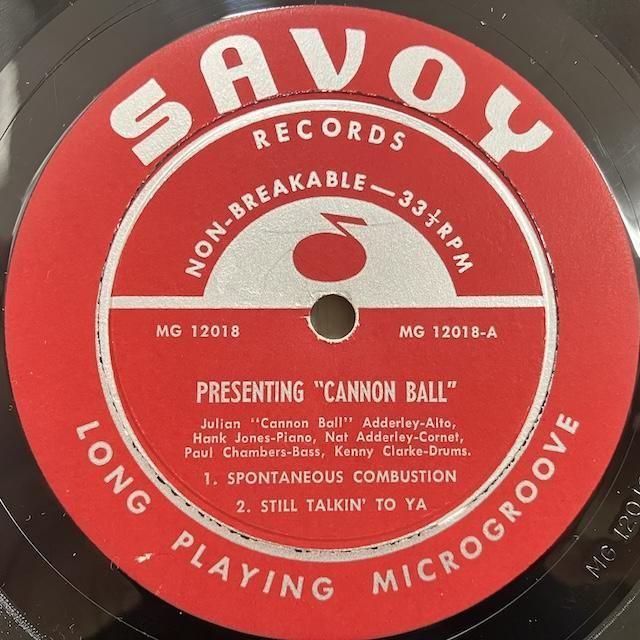 SAVOY
RECORDS
NON-BREAKABLE—33⅓RPM
MG 12018 MG 12018-A
PRESENTING "CANNON BALL"
Julian "Cannon Ball" Adderley-Alto,
Hank Jones-Piano, Nat Adderley-Cornet,
Paul Chambers-Bass, Kenny Clarke-Drums.
1. SPONTANEOUS COMBUSTION
2. STILL TALKIN' TO YA
LONG PLAYING MICROGROOVE
MG